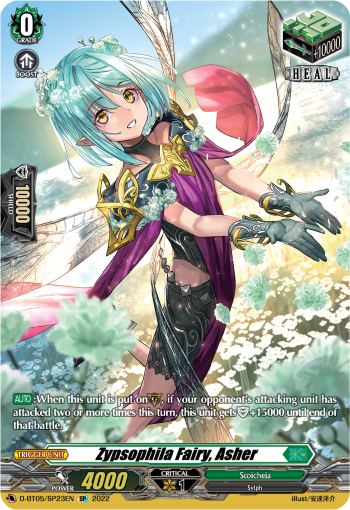 0
GRADE
BOOST
+10000
HEAL
10000
SHIELD
AUTO:When this unit is put on , if your opponent's attacking unit has
attacked two or more times this turn, this unit gets +15000 until end of
that battle.
TRIGGER UNIT
Zypsophila Fairy, Asher
POWER 4000
CRITICAL
1
Stoicheia
Sylph
D-BT05/SP23EN SP 2022
illust/安達洋介